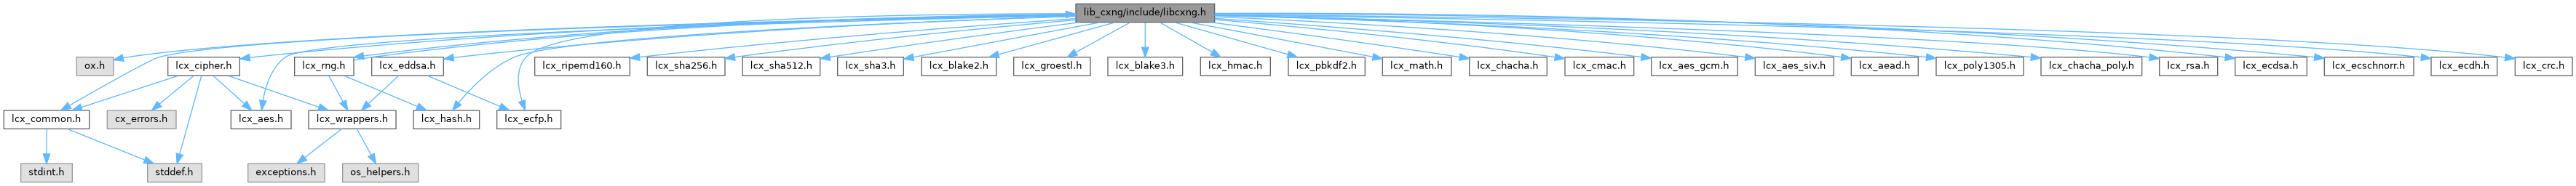 lib_cxng/include/libcxng.h
ox.h
lcx_cipher.h
lcx_rng.h
lcx_eddsa.h
lcx_ripemd160.h
lcx_sha256.h
lcx_sha512.h
lcx_sha3.h
lcx_blake2.h
lcx_groestl.h
lcx_blake3.h
lcx_hmac.h
lcx_pbkdf2.h
lcx_math.h
lcx_chacha.h
lcx_cmac.h
lcx_aes_gcm.h
lcx_aes_siv.h
lcx_aead.h
lcx_poly1305.h
lcx_chacha_poly.h
lcx_rsa.h
lcx_ecdsa.h
lcx_ecschnorr.h
lcx_ecdh.h
lcx_crc.h
lcx_common.h
cx_errors.h
lcx_aes.h
lcx_wrappers.h
lcx_hash.h
lcx_ecfp.h
stdint.h
stddef.h
exceptions.h
os_helpers.h